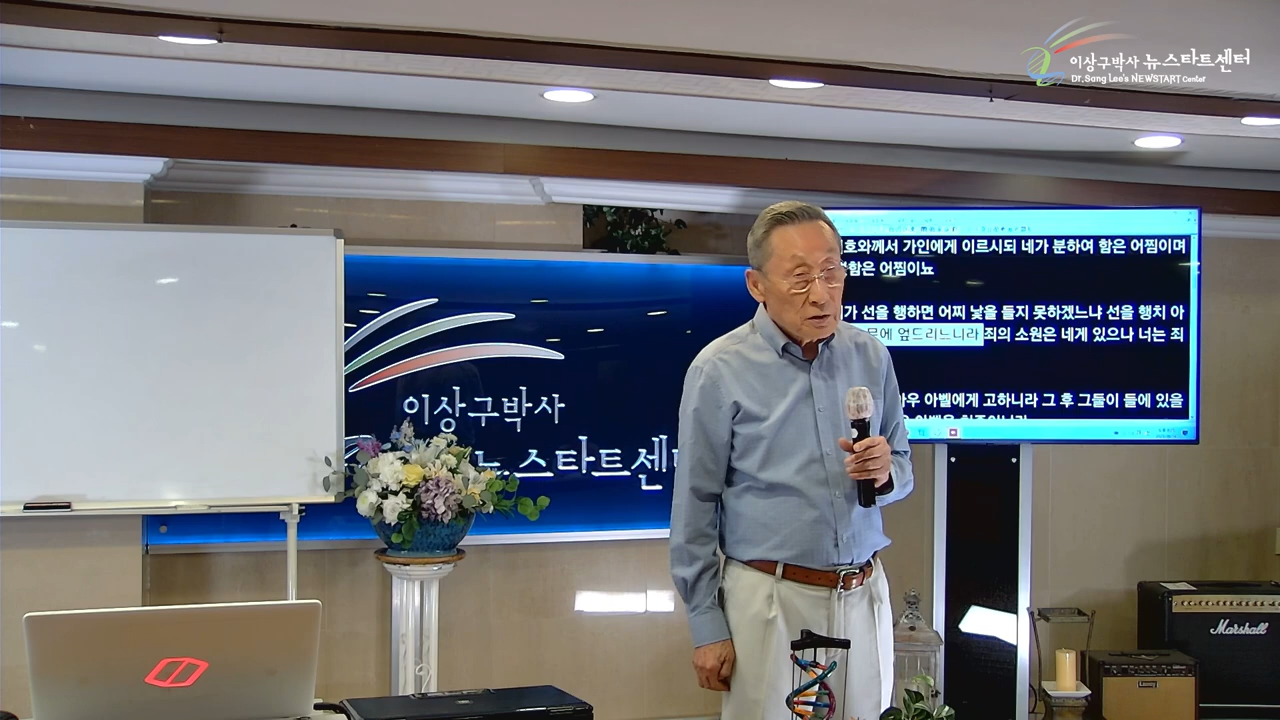 이상구박사 뉴스타트센터
Dr. Sang Lee's NEWSTART Center
호와께서 가인에게 이르시되 네가 분하여 함은 어찜이며
함은 어찜이뇨
가 선을 행하면 어찌 낯을 들지 못하겠느냐 선을 행치 아
문에 엎드리느니라 죄의 소원은 네게 있으나 너는 죄
아벨에게 고하니라 그 후 그들이 들에 있을
이상구박사
뉴스타트센
Marshall
Laney